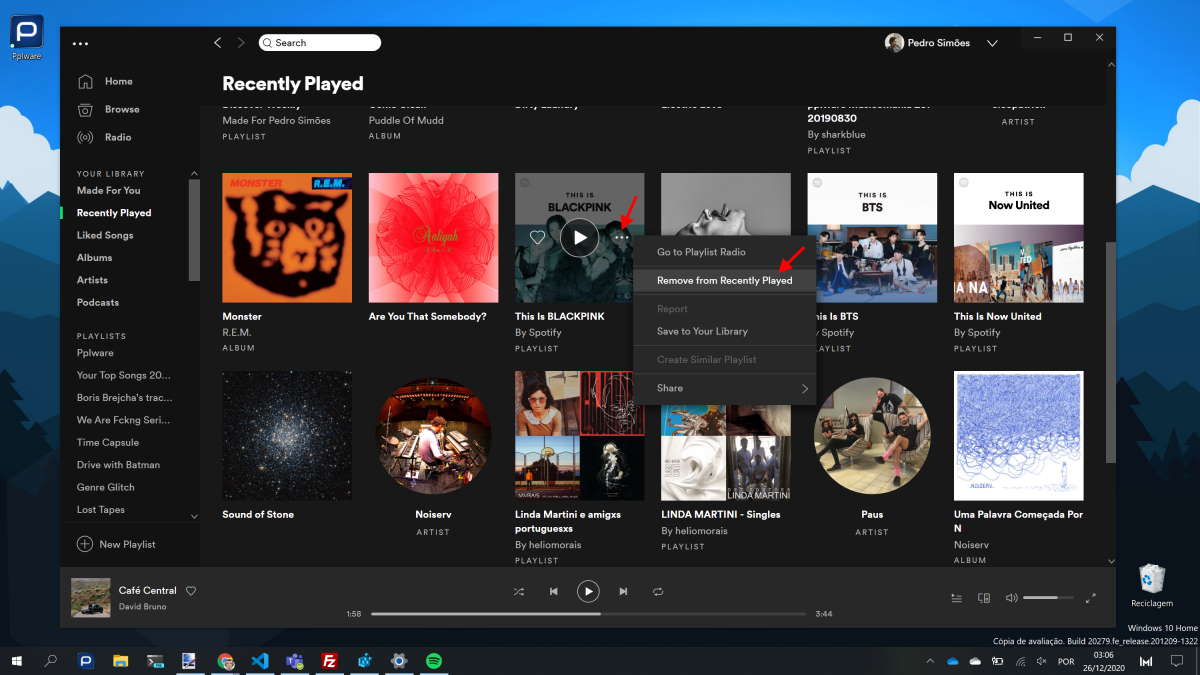 Pplware
Search
Pedro Simões
Home
Browse
Radio
YOUR LIBRARY
Made For You
Recently Played
Liked Songs
Albums
Artists
Podcasts
PLAYLISTS
Pplware
Your Top Songs 20...
Boris Brejcha's trac...
We Are Fckng Seri...
Time Capsule
Drive with Batman
Genre Glitch
Lost Tapes
New Playlist
Recently Played
Made For Pedro Simões
PLAYLIST
Puddle Of Mudd
ALBUM
20190830
By sharkblue
PLAYLIST
ARTIST
MONSTER R.E.M.
Monster
R.E.M.
ALBUM
Aaliyah
Are You That Somebody?
THIS IS
BLACKPINK
This Is BLACKPINK
By Spotify
PLAYLIST
Go to Playlist Radio
Remove from Recently Played
Report
Save to Your Library
Create Similar Playlist
Share
THIS IS
BTS
his Is BTS
Spotify
PLAYLIST
THIS IS
Now United
This Is Now United
By Spotify
PLAYLIST
Sound of Stone
Noiserv
ARTIST
Linda Martini e amigxs
portuguesxs
By heliomorais
PLAYLIST
LINDA MARTINI
LINDA MARTINI - Singles
By heliomorais
PLAYLIST
Paus
ARTIST
NOISERV.
Uma Palavra Começada Por
N
Noiserv
ALBUM
Café Central
David Bruno
1:58
3:44
Reciclagem
Windows 10 Home
Cópia de avaliação. Build 20279.fe_release.201209-1322
POR
03:06
26/12/2020